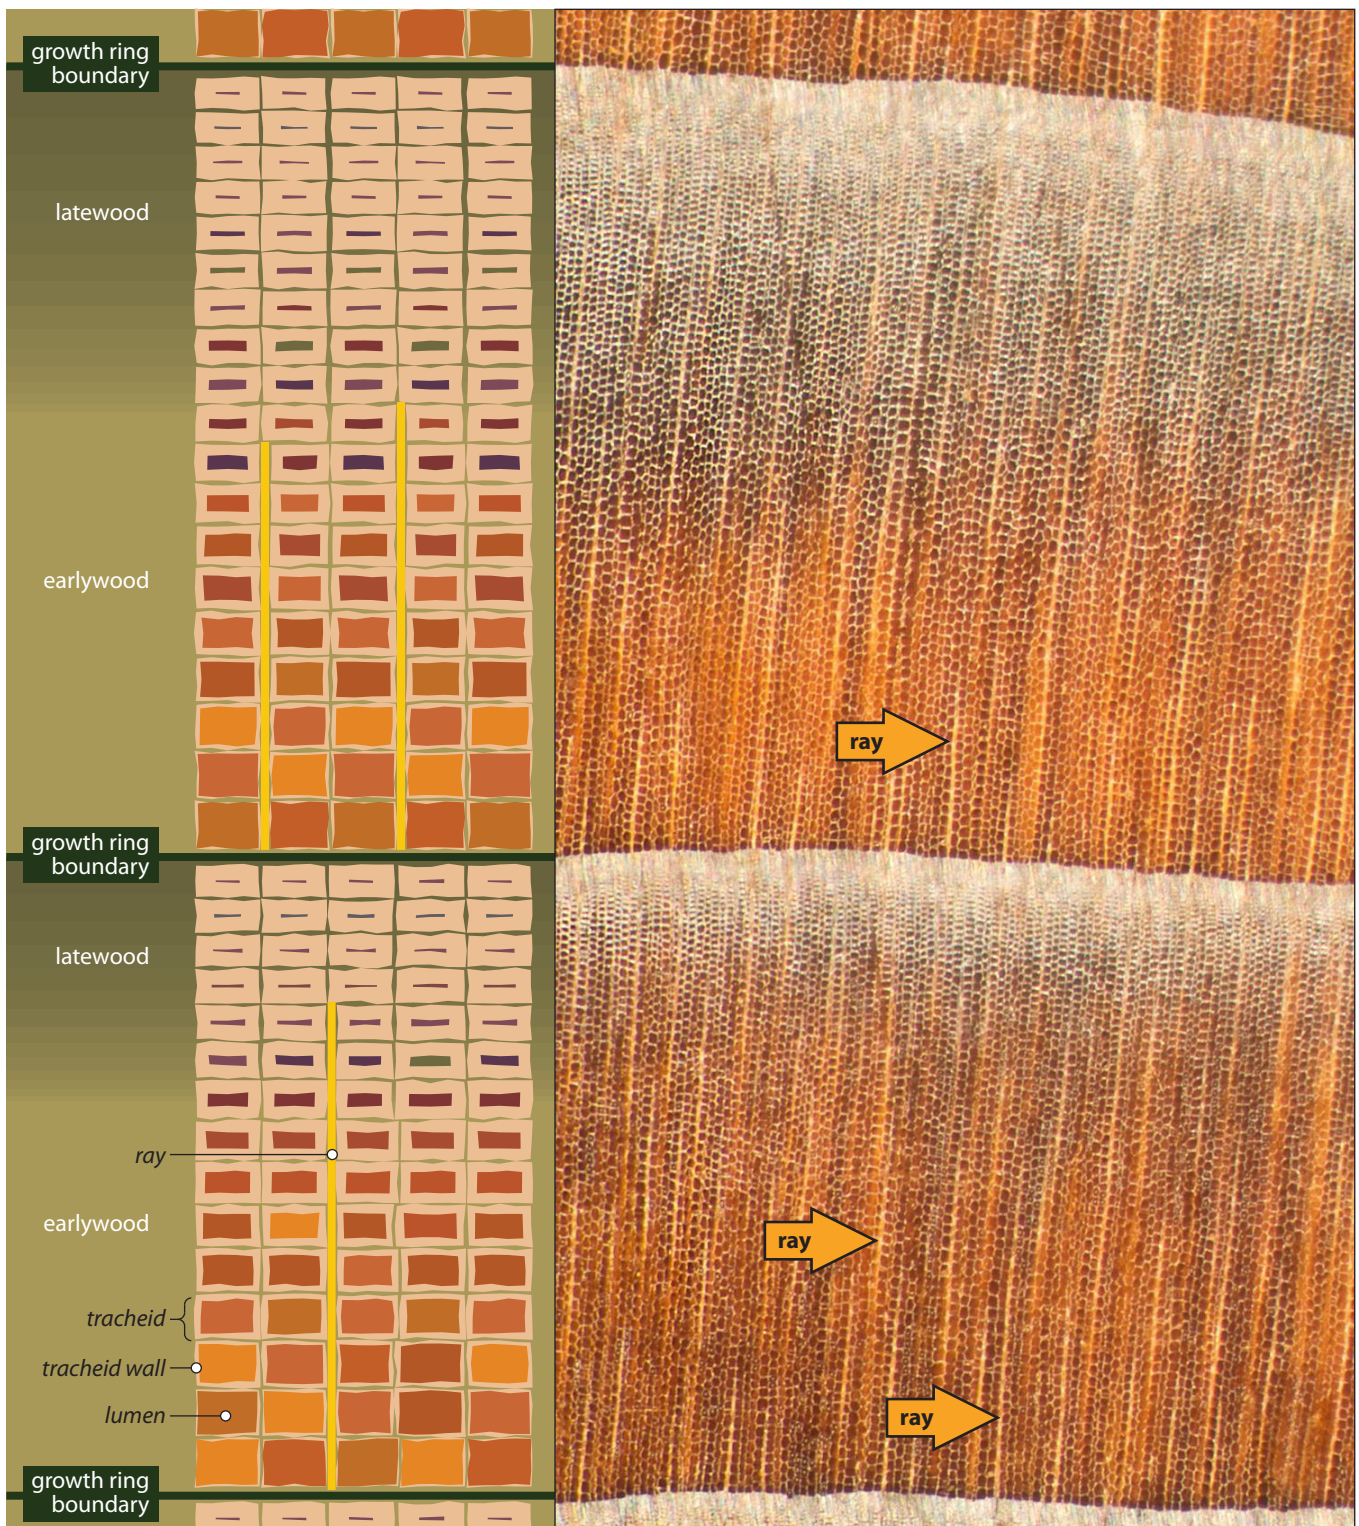 growth ring
boundary
latewood
earlywood
ray
growth ring
boundary
latewood
ray
earlywood
ray
tracheid
tracheid wall
lumen
ray
growth ring
boundary